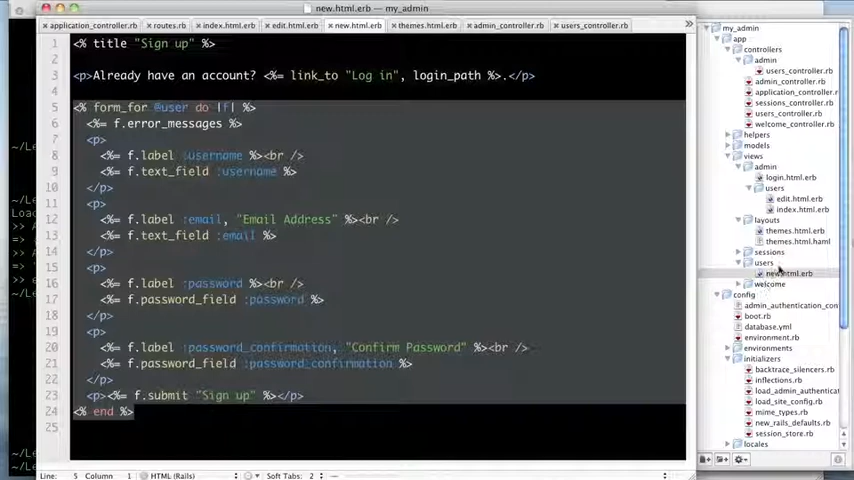 new.html.erb — my_admin
application_controller.rb
routes.rb
index.html.erb
edit.html.erb
new.html.erb
themes.html.erb
admin_controller.rb
users_controller.rb
1 <% title "Sign up" %>
2
3 <p>Already have an account? <%= link_to "Log in", login_path %>.</p>
4
5 <% form_for @user do |f| %>
6 <%= f.error_messages %>
7 <p>
8 <%= f.label :username %><br />
9 <%= f.text_field :username %>
10 </p>
11 <p>
12 <%= f.label :email, "Email Address" %><br />
13 <%= f.text_field :email %>
14 </p>
15 <p>
16 <%= f.label :password %><br />
17 <%= f.password_field :password %>
18 </p>
19 <p>
20 <%= f.label :password_confirmation, "Confirm Password" %><br />
21 <%= f.password_field :password_confirmation %>
22 </p>
23 <p><%= f.submit "Sign up" %></p>
24 <% end %>
25
Line: 5 Column: 1 HTML (Rails) Soft Tabs: 2
my_admin
app
controllers
admin
users_controller.rb
admin_controller.rb
application_controller.rb
sessions_controller.rb
users_controller.rb
welcome_controller.rb
helpers
models
views
admin
login.html.erb
users
edit.html.erb
index.html.erb
layouts
themes.html.erb
themes.html.haml
sessions
users
new.html.erb
welcome
config
admin_authentication_con
boot.rb
database.yml
environment.rb
environments
initializers
backtrace_silencers.rb
inflections.rb
load_admin_authentica
load_site_config.rb
mime_types.rb
new_rails_defaults.rb
session_store.rb
locales